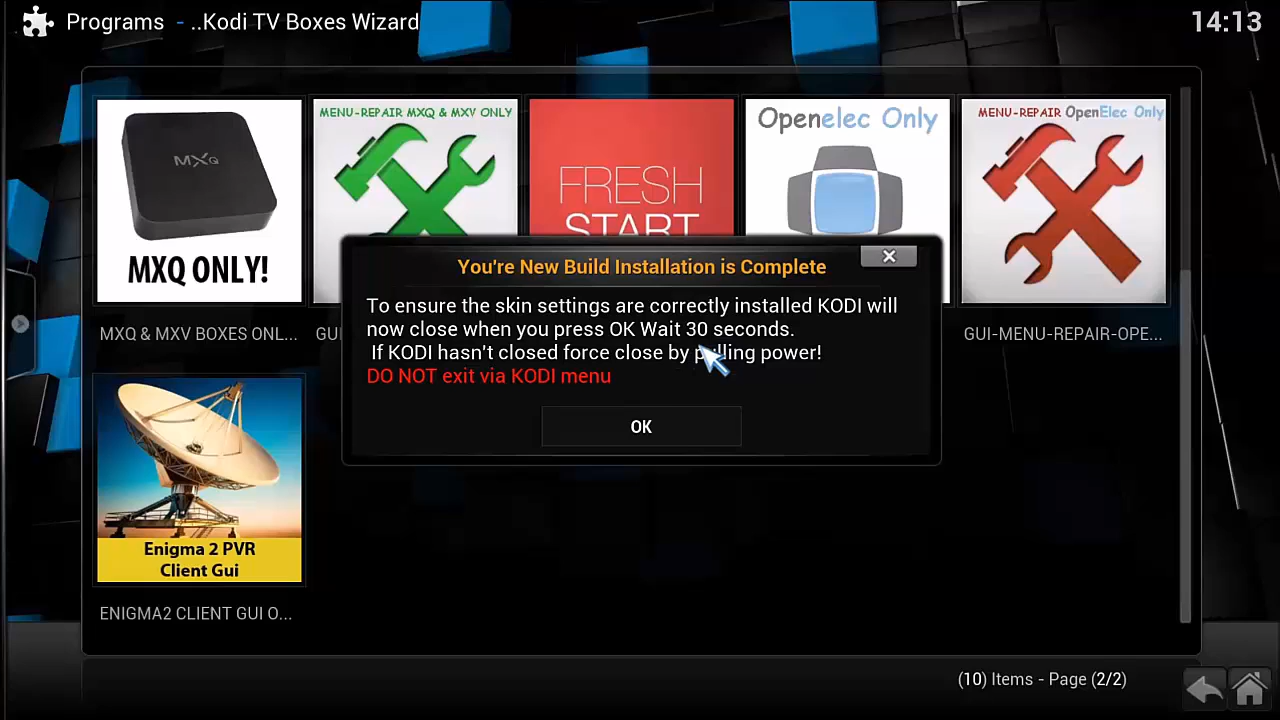 Programs - ..Kodi TV Boxes Wizard
14:13
MXQ
MXQ ONLY!
MENU-REPAIR MXQ & MXV ONLY
FRESH
START
Openelec Only
MENU-REPAIR OpenElec Only
MXQ & MXV BOXES ONL...
GUI-MENU-REPAIR-OPE...
You're New Build Installation is Complete
To ensure the skin settings are correctly installed KODI will
now close when you press OK Wait 30 seconds.
If KODI hasn't closed force close by pulling power!
DO NOT exit via KODI menu
OK
Enigma 2 PVR
Client Gui
ENIGMA2 CLIENT GUI O...
(10) Items - Page (2/2)